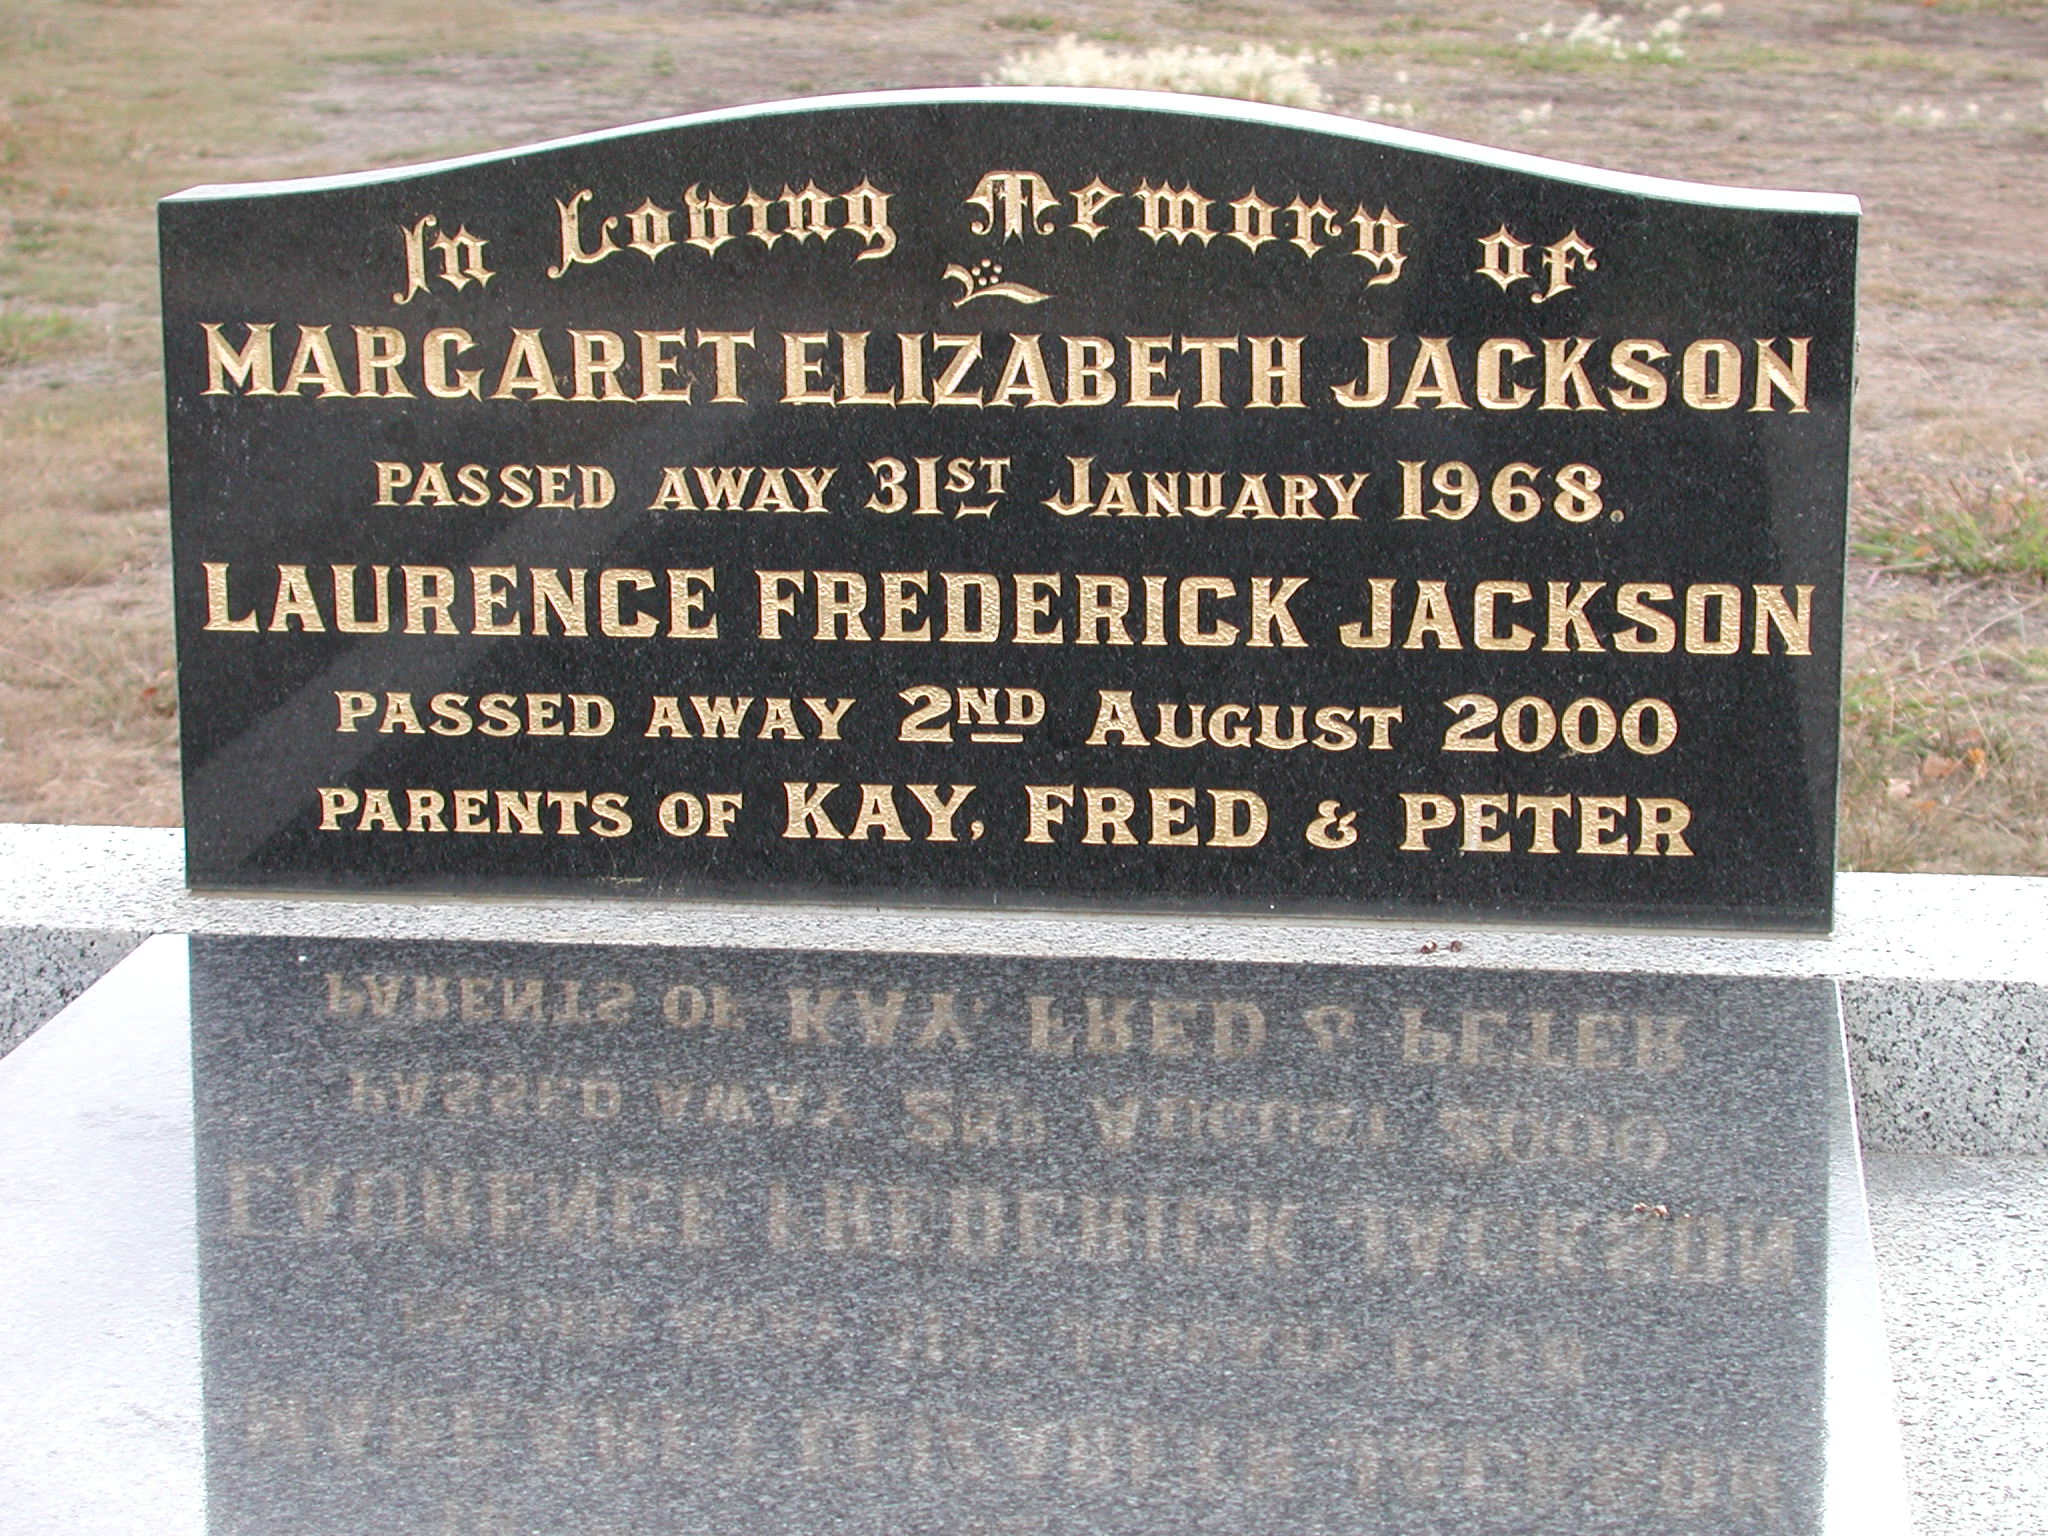 In Loving Memory of
MARGARET ELIZABETH JACKSON
PASSED AWAY 31ST JANUARY 1968.
LAURENCE FREDERICK JACKSON
PASSED AWAY 2ND AUGUST 2000
PARENTS OF KAY, FRED & PETER